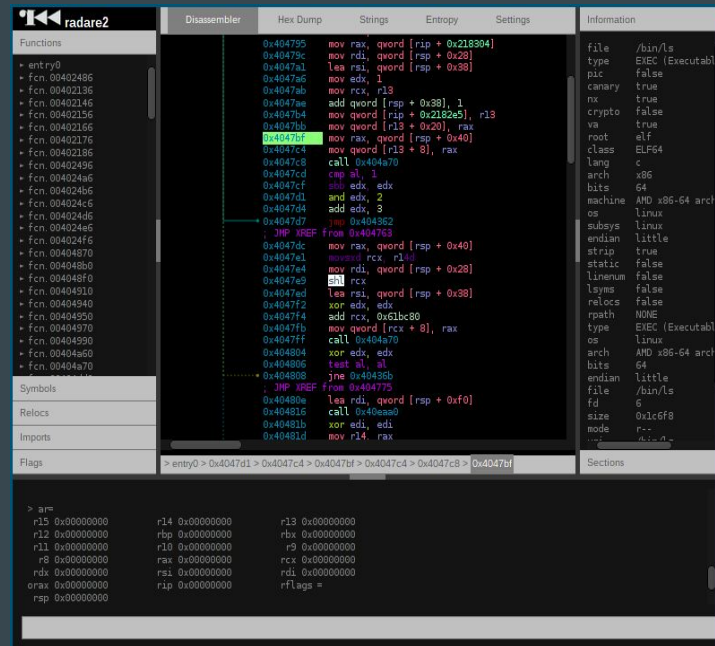 radare2
Disassembler Hex Dump Strings Entropy Settings
Information
Functions
entry0
fcn.00402486
fcn.00402136
fcn.00402146
fcn.00402156
fcn.00402166
fcn.00402176
fcn.00402186
fcn.00402496
fcn.004024a6
fcn.004024b6
fcn.004024c6
fcn.004024d6
fcn.004024e6
fcn.004024f6
fcn.00404870
fcn.004048b0
fcn.004048f0
fcn.00404910
fcn.00404940
fcn.00404950
fcn.00404970
fcn.00404990
fcn.00404a60
fcn.00404a70
Symbols
Relocs
Imports
Flags
0x404795 mov rax, qword [rip + 0x218304]
0x40479c mov rdi, qword [rsp + 0x28]
0x4047a1 lea rsi, qword [rsp + 0x38]
0x4047a6 mov edx, 1
0x4047ab mov rcx, r13
0x4047ae add qword [rsp + 0x38], 1
0x4047b4 mov qword [rip + 0x2182e5], r13
0x4047bb mov qword [r13 + 0x20], rax
0x4047bf mov rax, qword [rsp + 0x40]
0x4047c4 mov qword [r13 + 8], rax
0x4047c8 call 0x404a70
0x4047cd cmp al, 1
0x4047cf sbb edx, edx
0x4047d1 and edx, 2
0x4047d4 add edx, 3
0x4047d7 jmp 0x404362
; JMP XREF from 0x404763
0x4047dc mov rax, qword [rsp + 0x40]
0x4047e1 movsxd rcx, r14d
0x4047e4 mov rdi, qword [rsp + 0x28]
0x4047e9 shl rcx
0x4047ed lea rsi, qword [rsp + 0x38]
0x4047f2 xor edx, edx
0x4047f4 add rcx, 0x61bc80
0x4047fb mov qword [rcx + 8], rax
0x4047ff call 0x404a70
0x404804 xor edx, edx
0x404806 test al, al
0x404808 jne 0x40436b
; JMP XREF from 0x404775
0x40480e lea rdi, qword [rsp + 0xf0]
0x404816 call 0x40eaa0
0x40481b xor edi, edi
0x40481d mov r14, rax
> entry0 > 0x4047d1 > 0x4047c4 > 0x4047bf > 0x4047c4 > 0x4047c8 > 0x4047bf
file /bin/ls
type EXEC (Executabl
pic false
canary true
nx true
crypto false
va true
root elf
class ELF64
lang c
arch x86
bits 64
machine AMD x86-64 arch
os linux
subsys linux
endian little
strip true
static false
linenum false
lsyms false
relocs false
rpath NONE
type EXEC (Executabl
os linux
arch AMD x86-64 arch
bits 64
endian little
file /bin/ls
fd 6
size 0x1c6f8
mode r--
Sections
> ar=
r15 0x00000000 r14 0x00000000 r13 0x00000000
r12 0x00000000 rbp 0x00000000 rbx 0x00000000
r11 0x00000000 r10 0x00000000 r9 0x00000000
r8 0x00000000 rax 0x00000000 rcx 0x00000000
rdx 0x00000000 rsi 0x00000000 rdi 0x00000000
orax 0x00000000 rip 0x00000000 rflags =
rsp 0x00000000